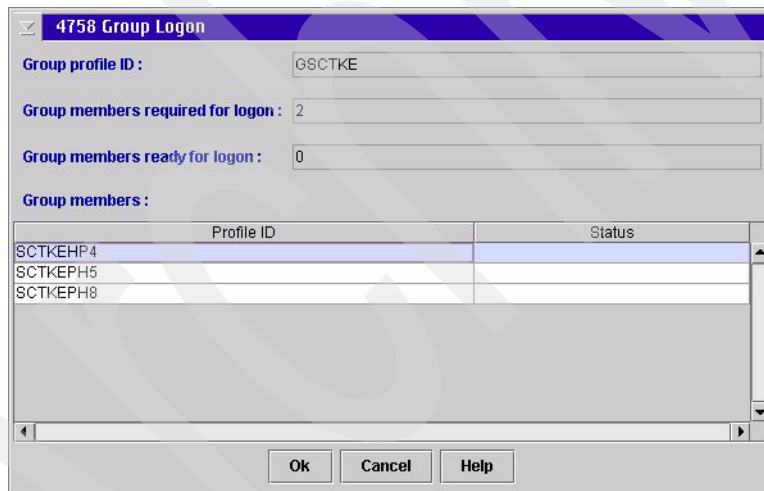 4758 Group Logon
Group profile ID : GSCTKE
Group members required for logon : 2
Group members ready for logon : 0
Group members :
Profile ID Status
SCTKEHP4
SCTKEPH5
SCTKEPH8
Ok Cancel Help